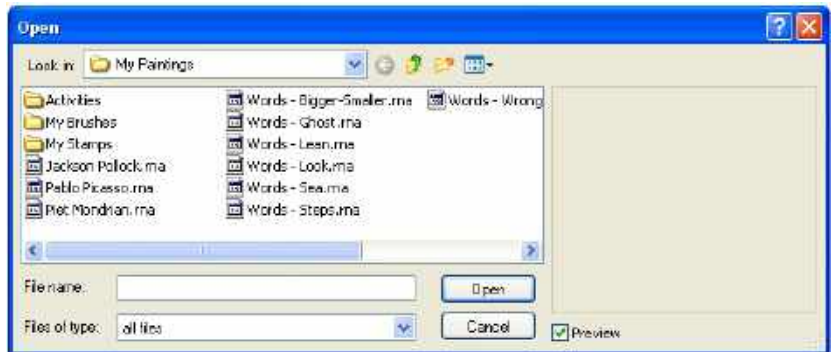 Open
Look in: My Paintings
Activities
My Brushes
My Stamps
Jackson Pollock.rna
Pablo Picasso.rna
Piet Mondrian.rna
Words - Bigger-Smaller.rna
Words - Ghost.rna
Words - Lean.rna
Words - Look.rna
Words - Sea.rna
Words - Steps.rna
Words - Wrong
File name:
Open
Files of type: all files
Cancel
Preview